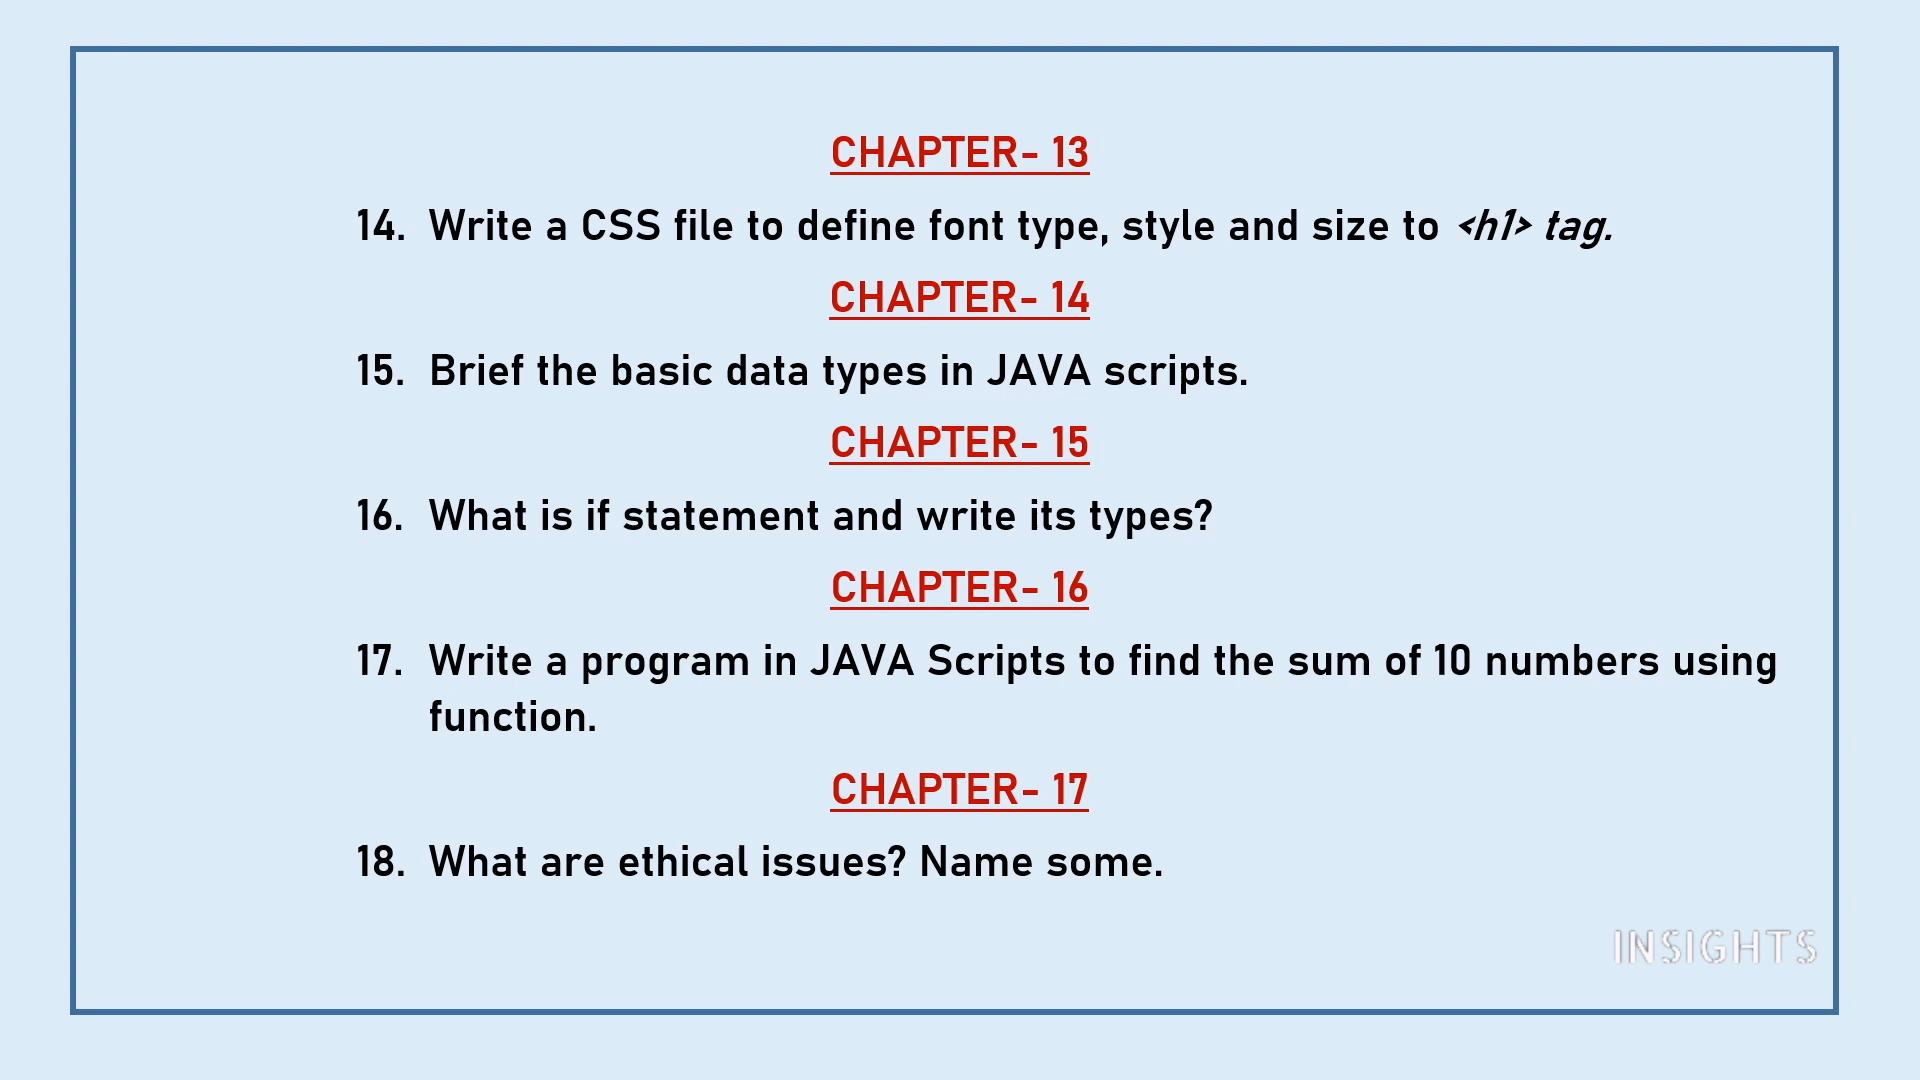 CHAPTER- 13
14. Write a CSS file to define font type, style and size to <h1> tag.
CHAPTER- 14
15. Brief the basic data types in JAVA scripts.
CHAPTER- 15
16. What is if statement and write its types?
CHAPTER- 16
17. Write a program in JAVA Scripts to find the sum of 10 numbers using
function.
CHAPTER- 17
18. What are ethical issues? Name some.
INSIGHTS